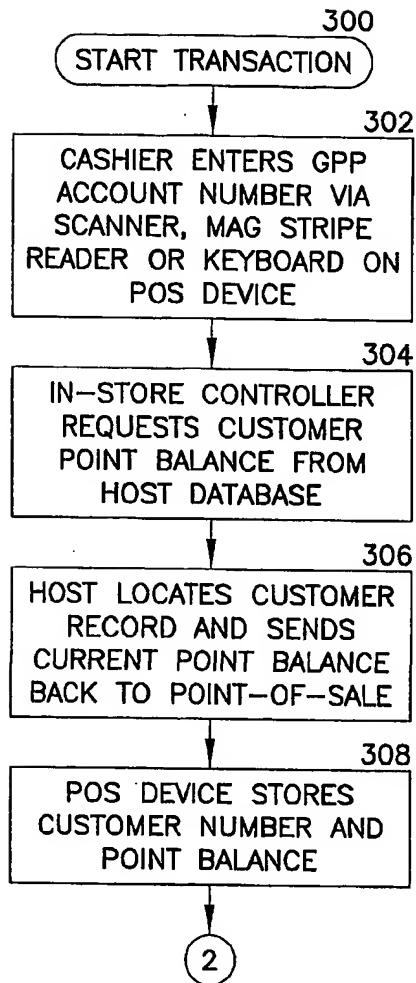 300
START TRANSACTION
302
CASHIER ENTERS GPP
ACCOUNT NUMBER VIA
SCANNER, MAG STRIPE
READER OR KEYBOARD ON
POS DEVICE
304
IN-STORE CONTROLLER
REQUESTS CUSTOMER
POINT BALANCE FROM
HOST DATABASE
306
HOST LOCATES CUSTOMER
RECORD AND SENDS
CURRENT POINT BALANCE
BACK TO POINT-OF-SALE
308
POS DEVICE STORES
CUSTOMER NUMBER AND
POINT BALANCE
2